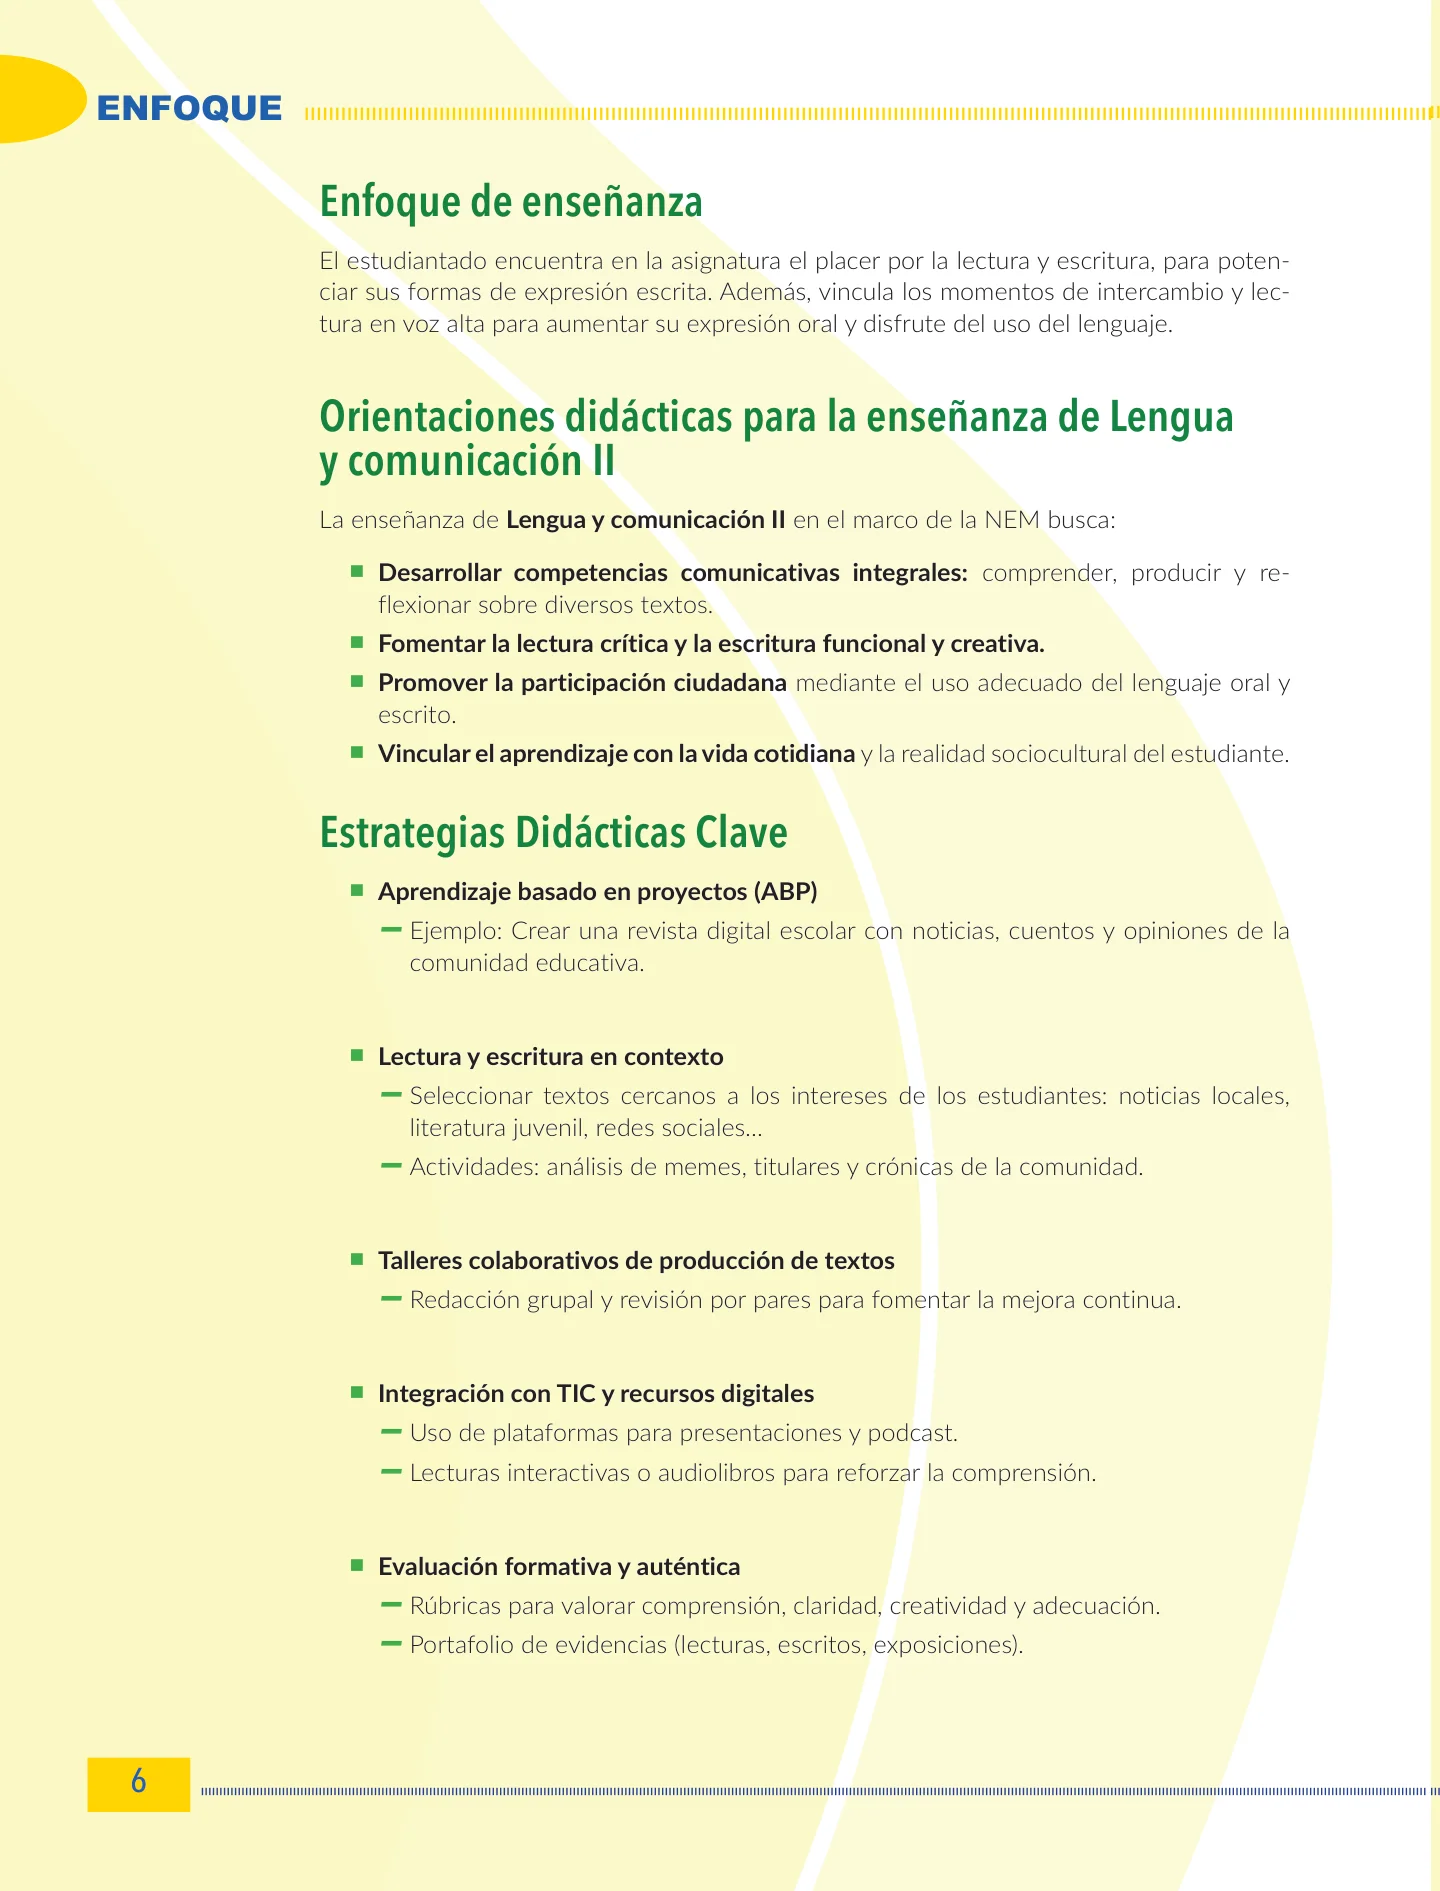 ENFOQUE
Enfoque de enseñanza
El estudiantado encuentra en la asignatura el placer por la lectura y escritura, para poten-
ciar sus formas de expresión escrita. Además, vincula los momentos de intercambio y lec-
tura en voz alta para aumentar su expresión oral y disfrute del uso del lenguaje.
Orientaciones didácticas para la enseñanza de Lengua
y comunicación II
La enseñanza de Lengua y comunicación II en el marco de la NEM busca:
■ Desarrollar competencias comunicativas integrales: comprender, producir y re-
flexionar sobre diversos textos.
■ Fomentar la lectura crítica y la escritura funcional y creativa.
■ Promover la participación ciudadana mediante el uso adecuado del lenguaje oral y
escrito.
■ Vincular el aprendizaje con la vida cotidiana y la realidad sociocultural del estudiante.
Estrategias Didácticas Clave
■ Aprendizaje basado en proyectos (ABP)
— Ejemplo: Crear una revista digital escolar con noticias, cuentos y opiniones de la
comunidad educativa.
■ Lectura y escritura en contexto
— Seleccionar textos cercanos a los intereses de los estudiantes: noticias locales,
literatura juvenil, redes sociales...
— Actividades: análisis de memes, titulares y crónicas de la comunidad.
■ Talleres colaborativos de producción de textos
— Redacción grupal y revisión por pares para fomentar la mejora continua.
■ Integración con TIC y recursos digitales
— Uso de plataformas para presentaciones y podcast.
— Lecturas interactivas o audiolibros para reforzar la comprensión.
■ Evaluación formativa y auténtica
— Rúbricas para valorar comprensión, claridad, creatividad y adecuación.
— Portafolio de evidencias (lecturas, escritos, exposiciones).
6